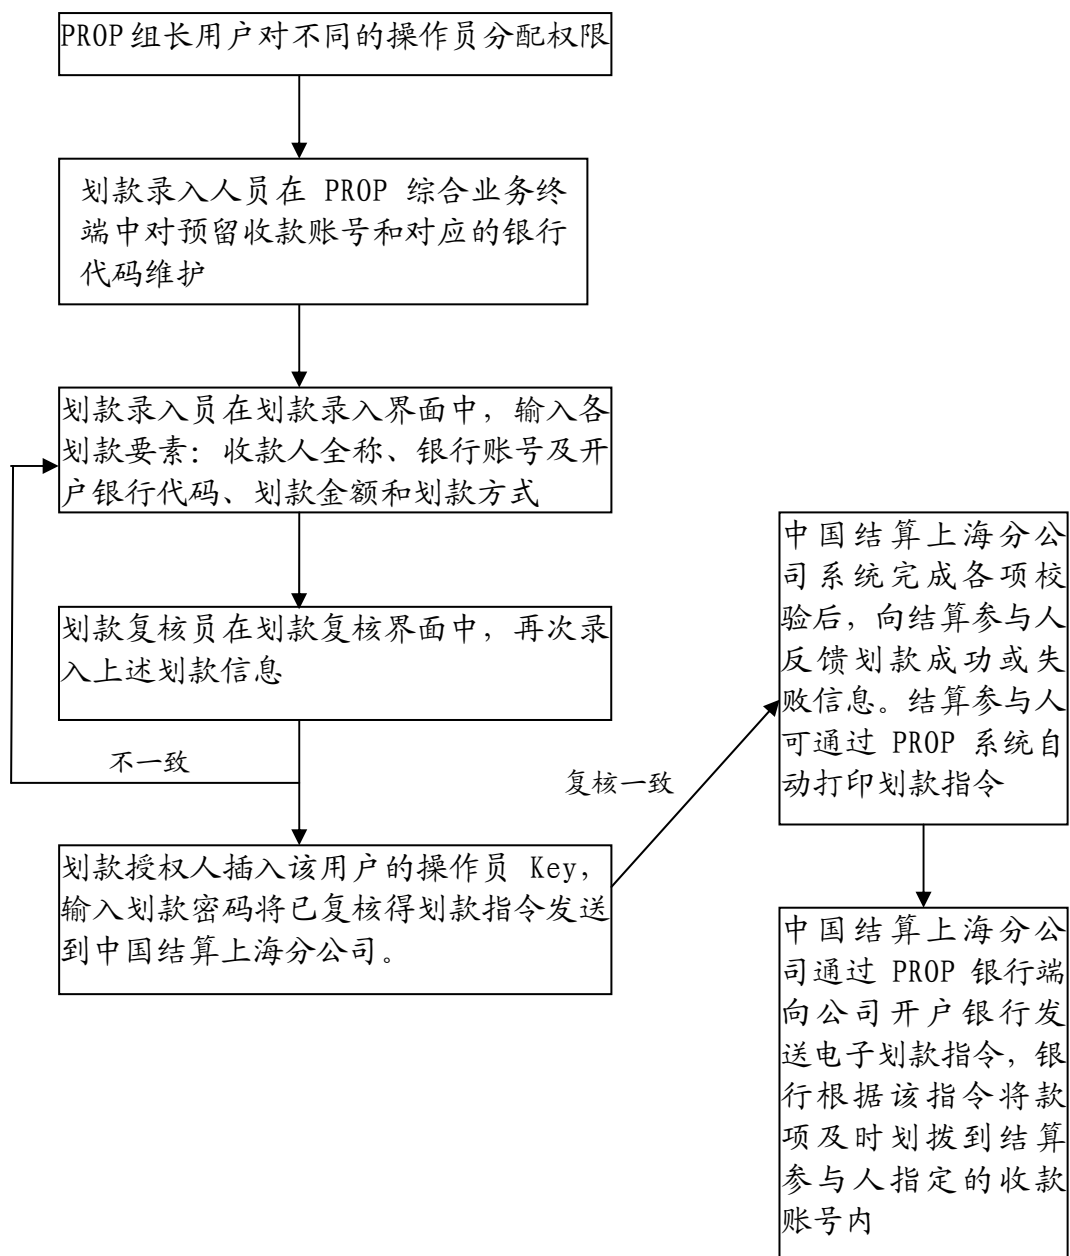 PROP 组长用户对不同的操作员分配权限
划款录入人员在 PROP 综合业务终
端中对预留收款账号和对应的银行
代码维护
划款录入员在划款录入界面中，输入各
划款要素：收款人全称、银行账号及开
户银行代码、划款金额和划款方式
划款复核员在划款复核界面中，再次录
入上述划款信息
不一致
划款授权人插入该用户的操作员 Key，
输入划款密码将已复核得划款指令发送
到中国结算上海分公司。
复核一致
中国结算上海分公
司系统完成各项校
验后，向结算参与人
反馈划款成功或失
败信息。结算参与人
可通过 PROP 系统自
动打印划款指令
中国结算上海分公
司通过 PROP 银行端
向公司开户银行发
送电子划款指令，银
行根据该指令将款
项及时划拨到结算
参与人指定的收款
账号内